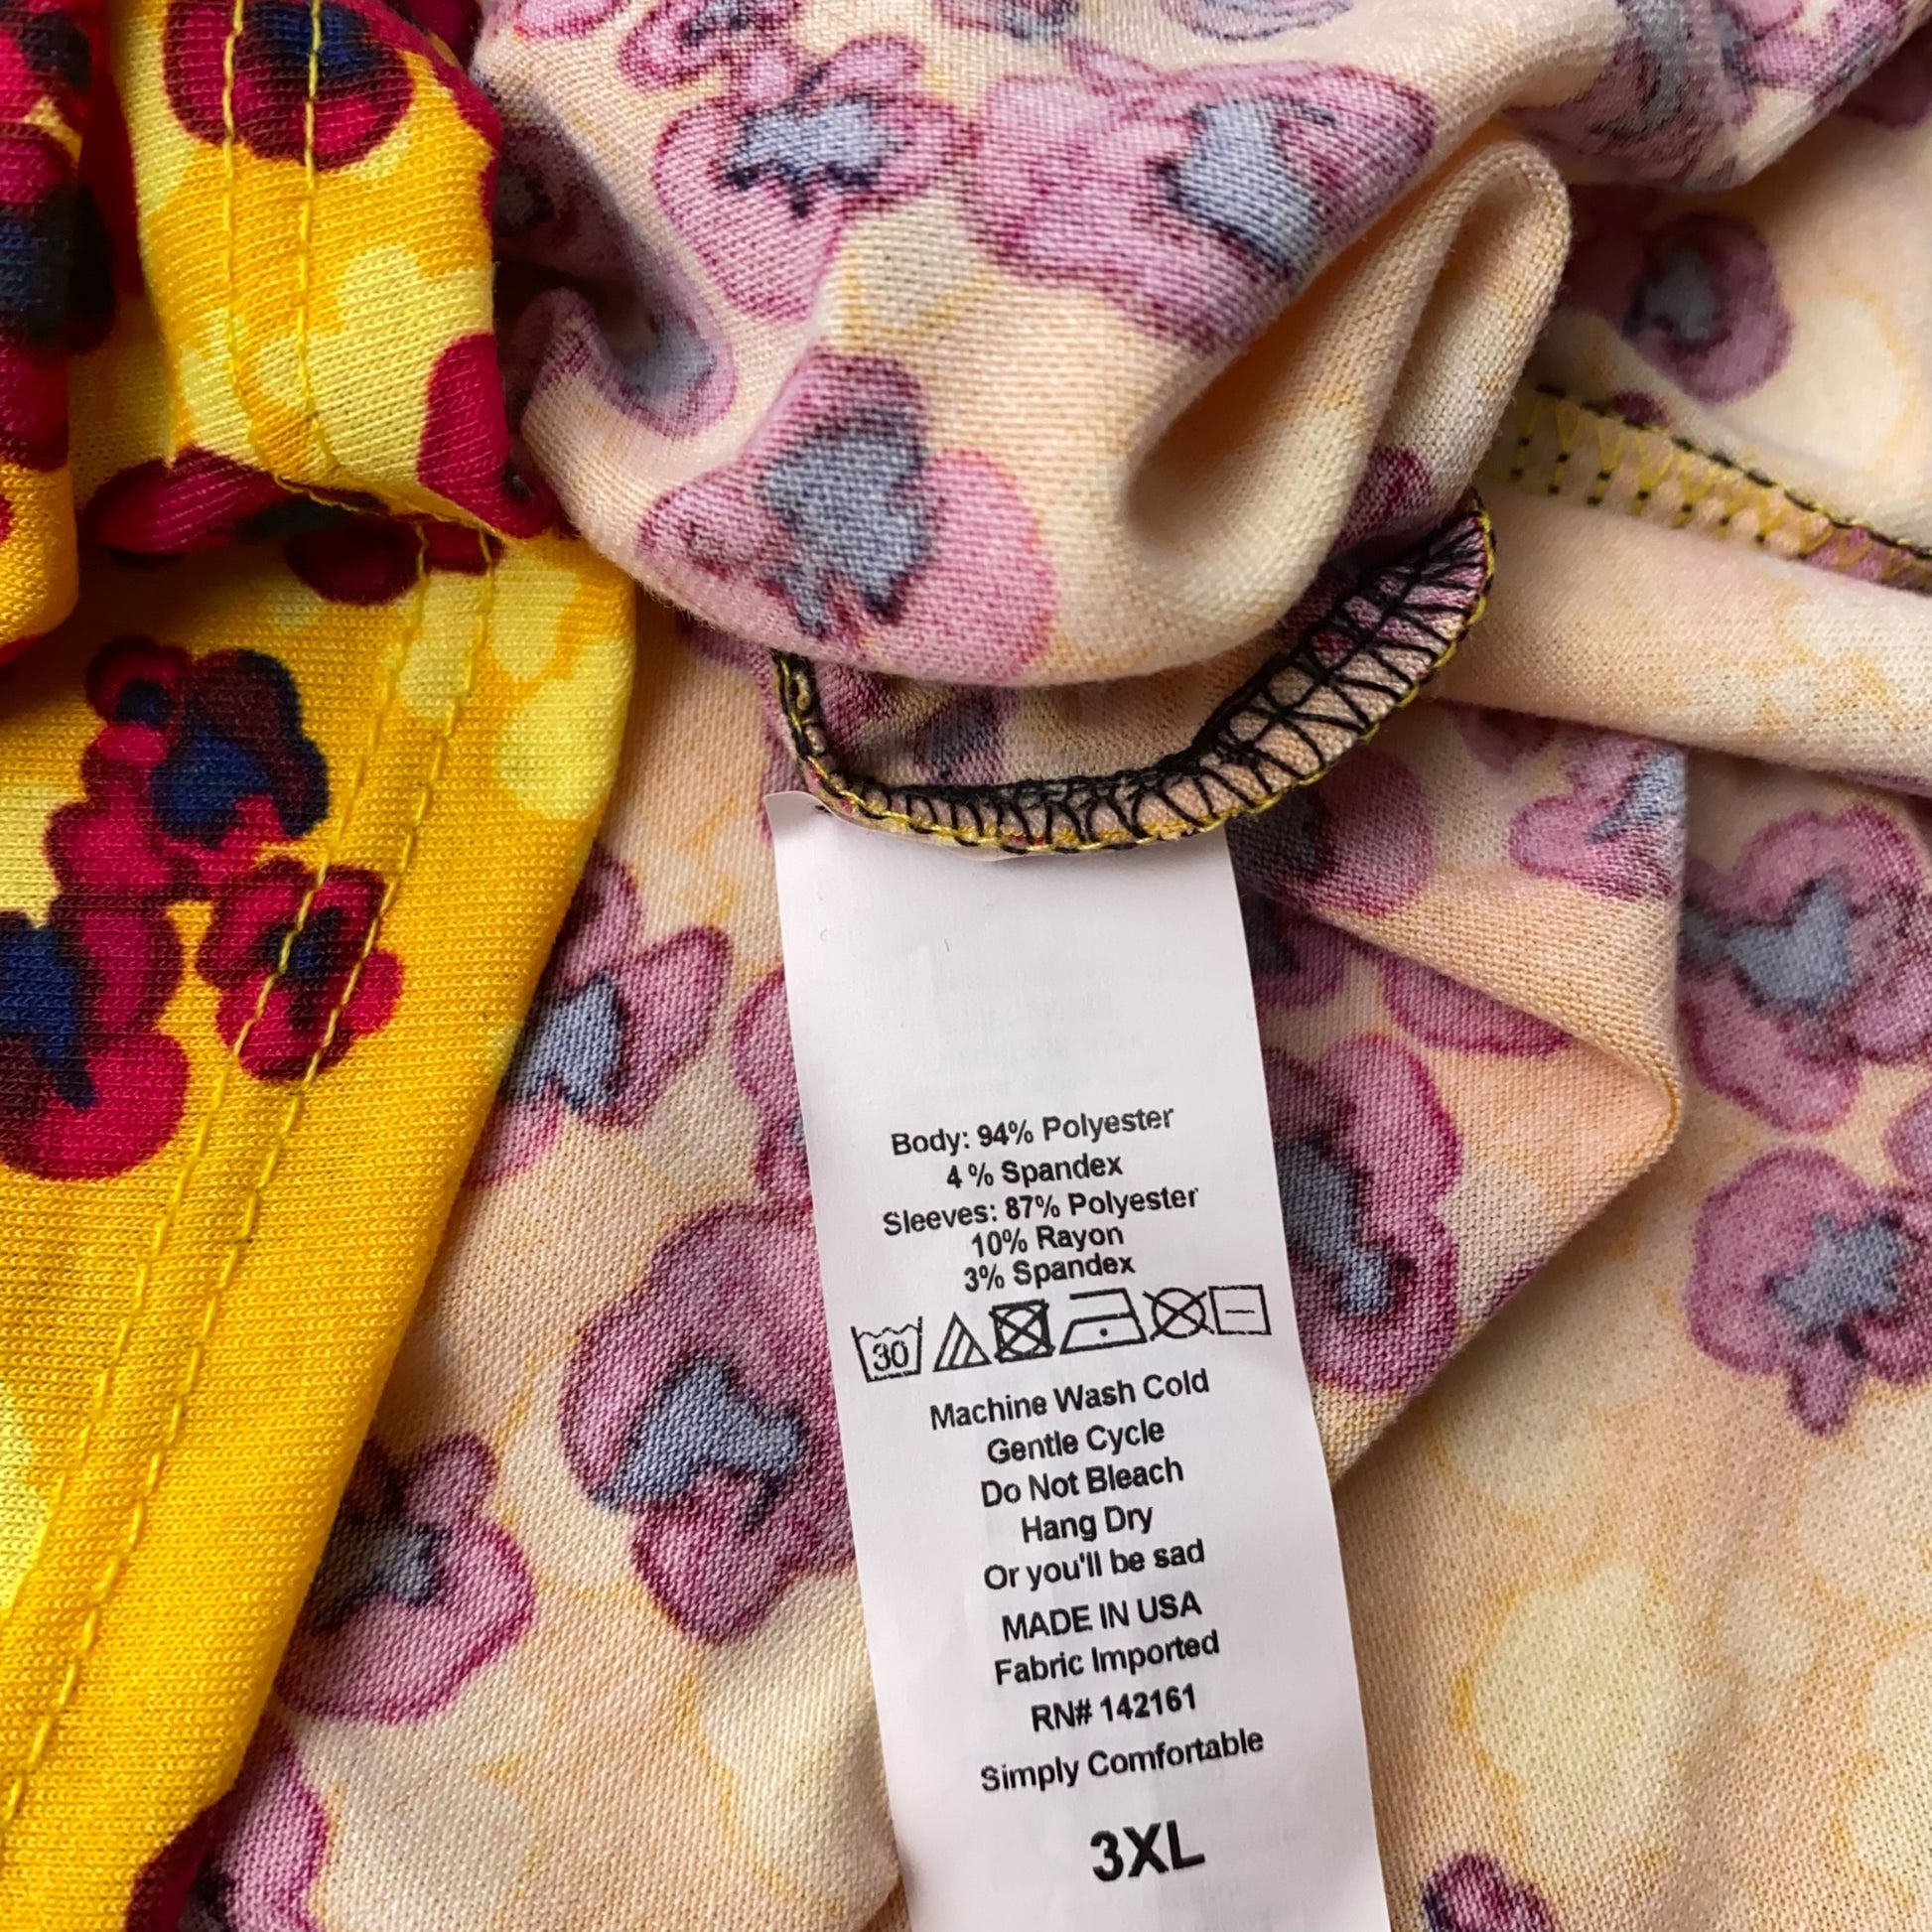 Body: 94% Polyester
4% Spandex
Sleeves: 87% Polyester
10% Rayon
3% Spandex
30
Machine Wash Cold
Gentle Cycle
Do Not Bleach
Hang Dry
Or you'll be sad
MADE IN USA
Fabric Imported
RN# 142161
Simply Comfortable
3XL